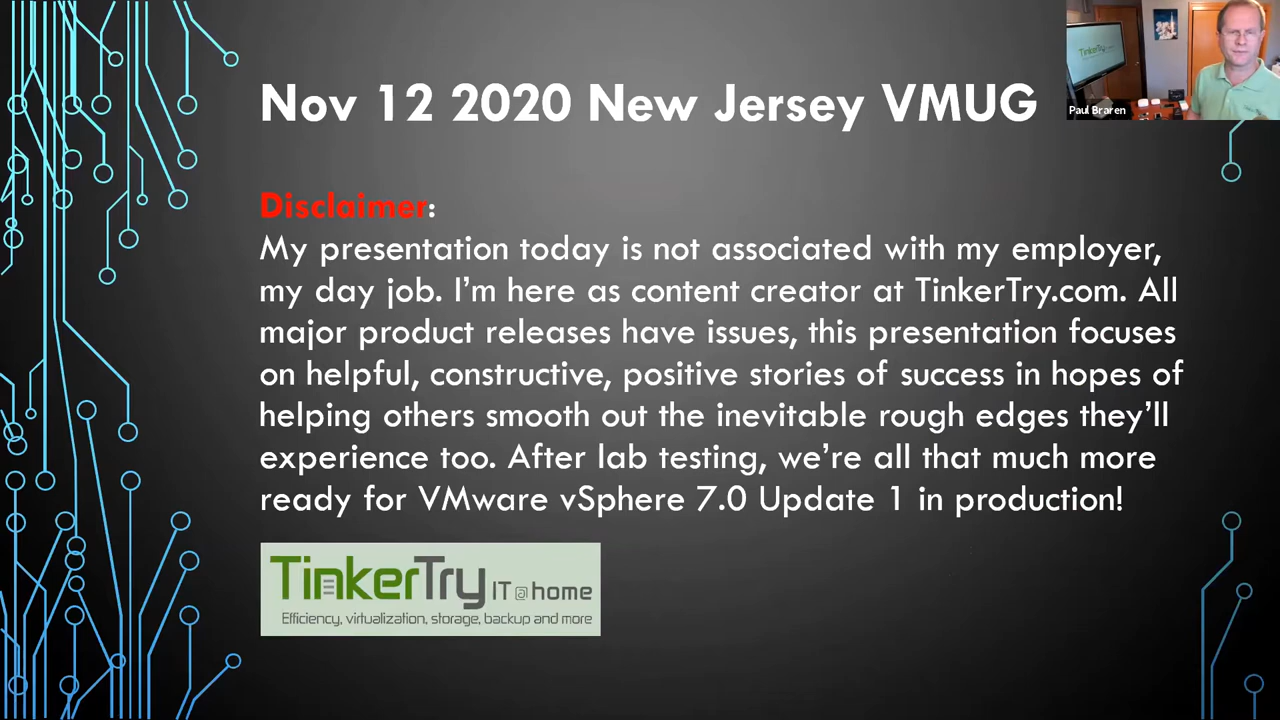 Nov 12 2020 New Jersey VMUG
TinkerTry
Paul Braren
Disclaimer:
My presentation today is not associated with my employer,
my day job. I'm here as content creator at TinkerTry.com. All
major product releases have issues, this presentation focuses
on helpful, constructive, positive stories of success in hopes of
helping others smooth out the inevitable rough edges they'll
experience too. After lab testing, we're all that much more
ready for VMware vSphere 7.0 Update 1 in production!
TinkerTry IT@home
Efficiency, virtualization, storage, backup and more